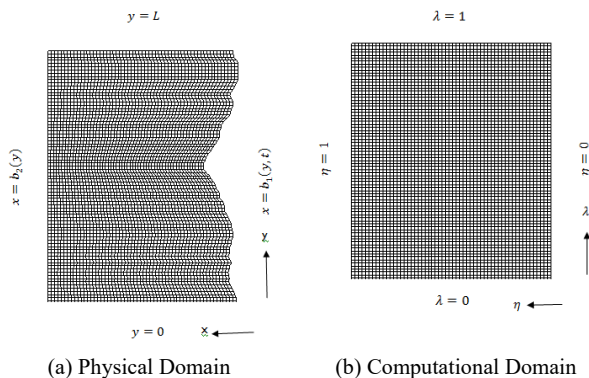 y = L
λ = 1
x = b₂(y)
x = b₁(y, t)
η = 1
η = 0
y
λ
y = 0
x
λ = 0
η
(a) Physical Domain
(b) Computational Domain